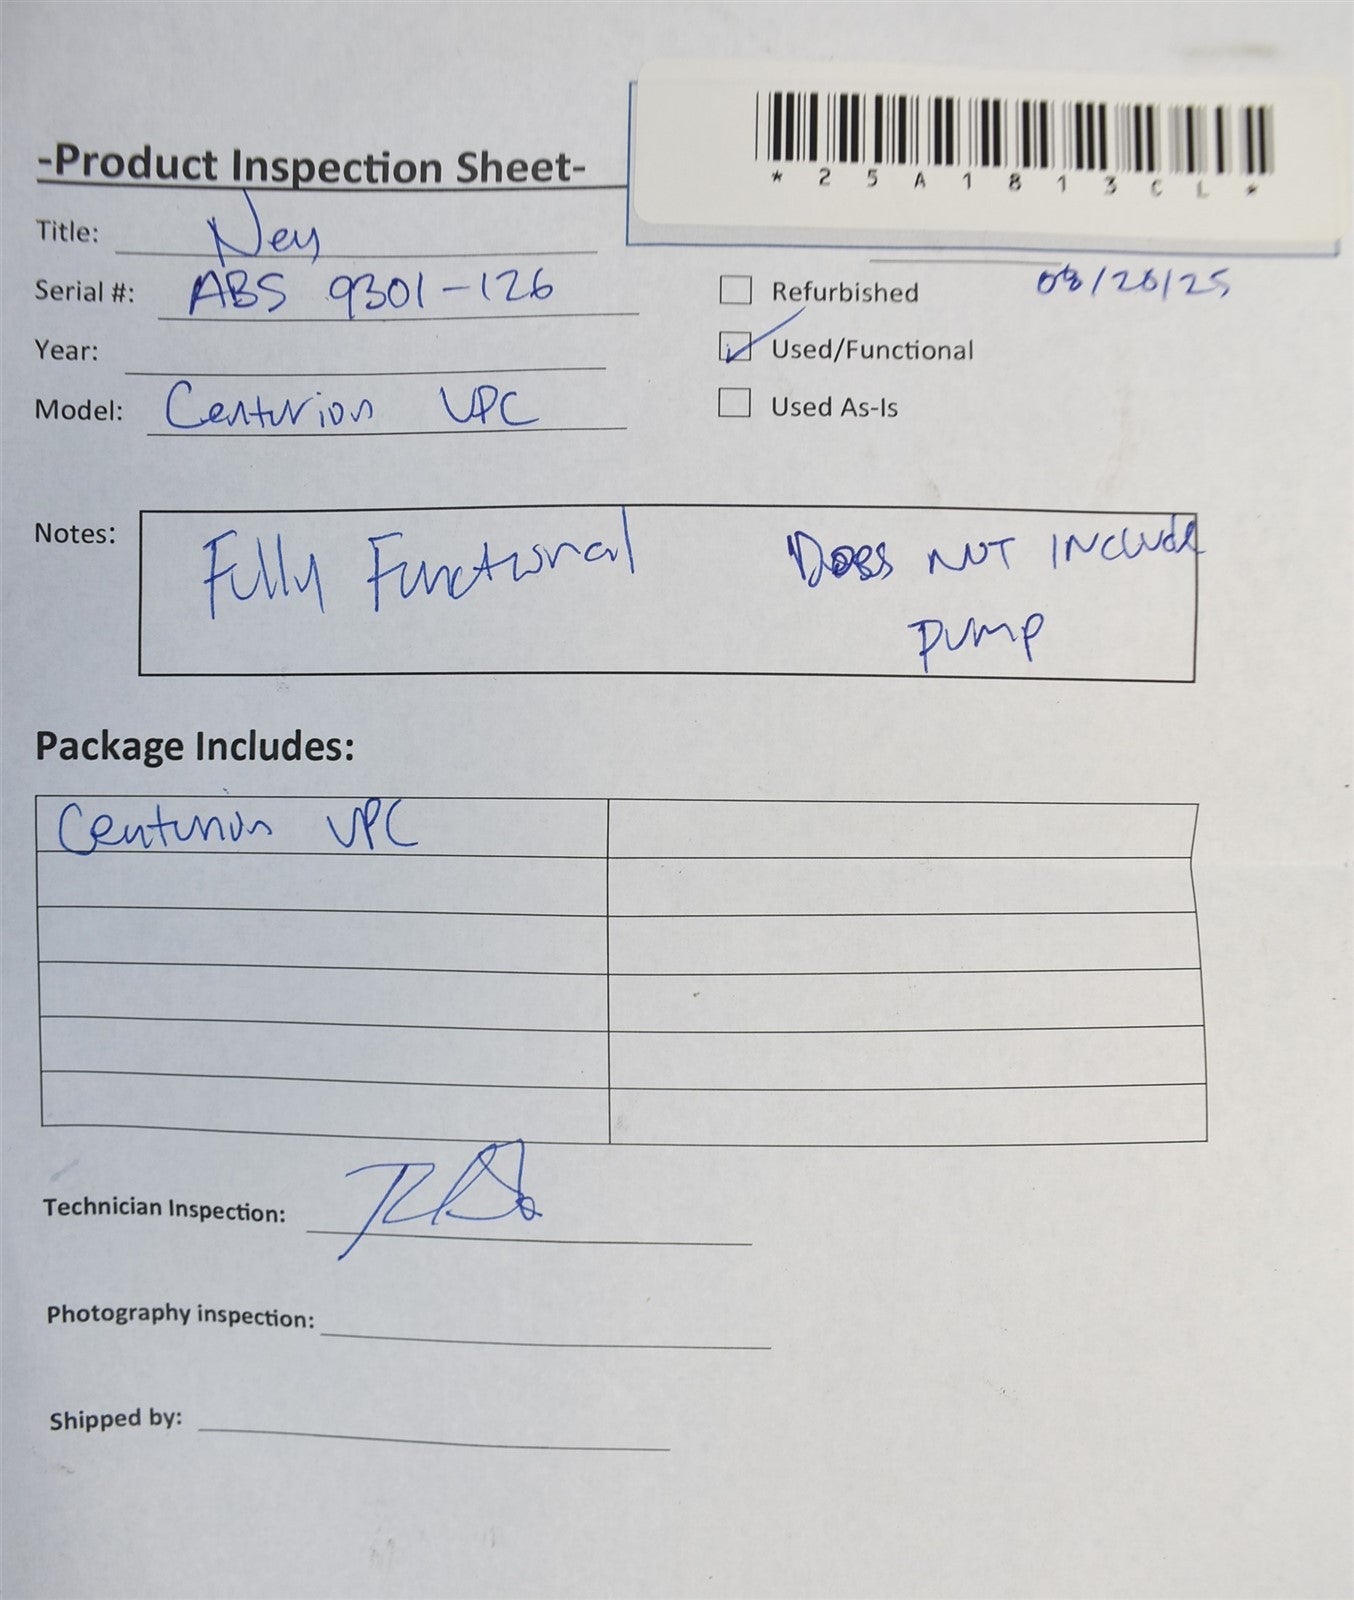 *25A1813CL*
-Product Inspection Sheet-
Title: Ney
Serial #: ABS 9301-126
Year:
Model: Centurion VPC
Refurbished
08/26/25
Used/Functional
Used As-Is
Notes: Fully Functional
Does NOT INCLUDE
PUMP
Package Includes:
Centurion VPC
Technician Inspection:
Photography inspection:
Shipped by: